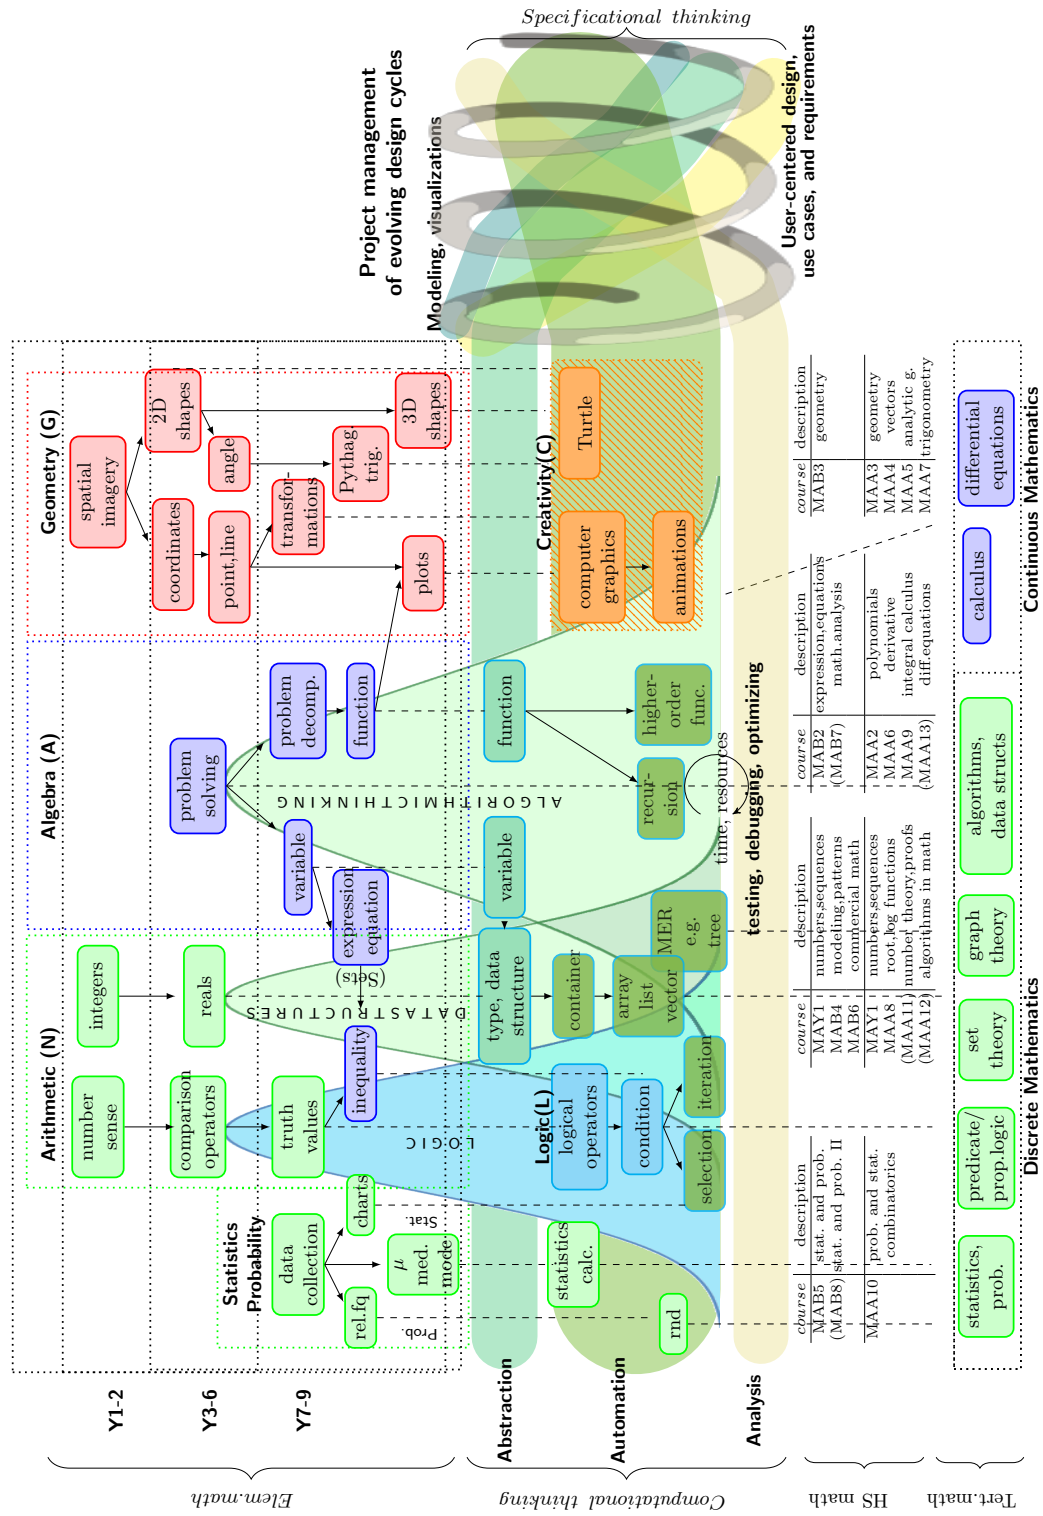 Specificational thinking
Project management
of evolving design cycles
Modeling, visualizations
User-centered design,
use cases, and requirements
Geometry (G)
spatial
imagery
2D
shapes
coordinates
angle
point,line
transfor-
mations
Pythag.
trig.
3D
shapes
plots
Creativity(C)
Turtle
computer
graphics
animations
Algebra (A)
problem
solving
problem
decomp.
function
variable
expression
equation
(Sets)
ALGORITHMICTHINKING
function
higher-
order
func.
recur-
sion
variable
time, resources
testing, debugging, optimizing
Arithmetic (N)
integers
reals
number
sense
comparison
operators
truth
values
inequality
DATASTRUCTURES
LOGIC
type, data
structure
container
array
list
vector
MER
e.g.
tree
Logic(L)
logical
operators
condition
iteration
selection
Statistics
Probability
data
collection
charts
rel.fq
μ
med.
mode
Stat.
Prob.
statistics
calc.
rnd
Y1-2
Y3-6
Y7-9
Abstraction
Automation
Analysis
Elem.math
Computational thinking
HS math
Tert.math
course description
MAB5 stat. and prob.
(MAB8) stat. and prob. II
MAA10 prob. and stat.
combinatorics
course description
MAY1 numbers,sequences
MAB4 modeling,patterns
MAB6 commercial math
MAY1 numbers,sequences
MAA8 root,log functions
(MAA11) number theory,proofs
(MAA12) algorithms in math
course description
MAB2 expression,equations
(MAB7) math.analysis
MAA2 polynomials
MAA6 derivative
MAA9 integral calculus
(MAA13) diff.equations
course description
MAB3 geometry
MAA3 geometry
MAA4 vectors
MAA5 analytic g.
MAA7 trigonometry
statistics,
prob.
predicate/
prop.logic
set
theory
graph
theory
algorithms,
data structs
calculus
differential
equations
Discrete Mathematics
Continuous Mathematics